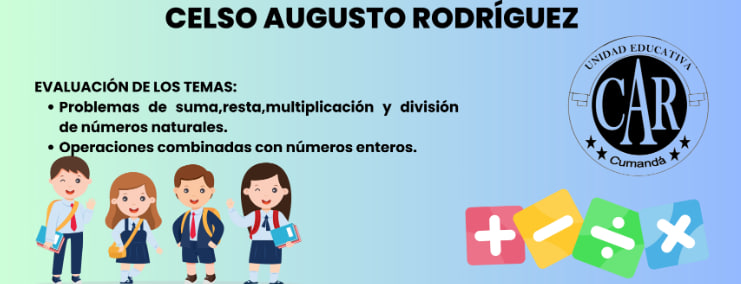 CELSO AUGUSTO RODRÍGUEZ
EVALUACIÓN DE LOS TEMAS:
• Problemas de suma,resta,multiplicación y división
de números naturales.
• Operaciones combinadas con números enteros.
UNIDAD EDUCATIVA
CAR
Cumandá
+ − ÷ ×